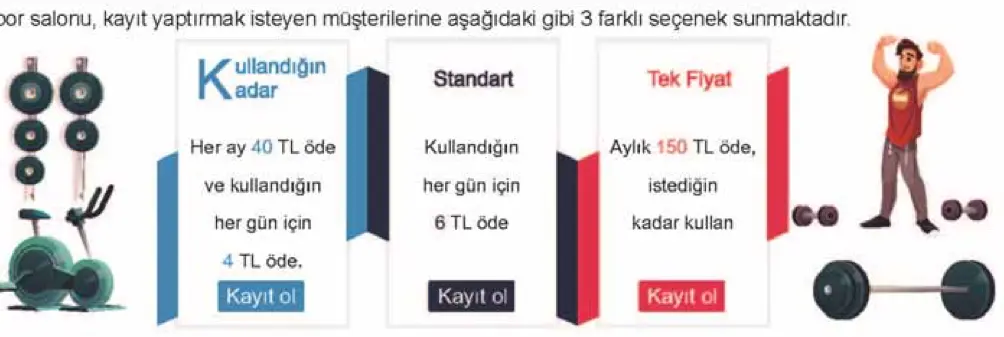 por salonu, kayıt yaptırmak isteyen müşterilerine aşağıdaki gibi 3 farklı seçenek sunmaktadır.
Kullandığın
Kadar
Her ay 40 TL öde
ve kullandığın
her gün için
4 TL öde.
Kayıt ol
Standart
Kullandığın
her gün için
6 TL öde
Kayıt ol
Tek Fiyat
Aylık 150 TL öde,
istediğin
kadar kullan
Kayıt ol